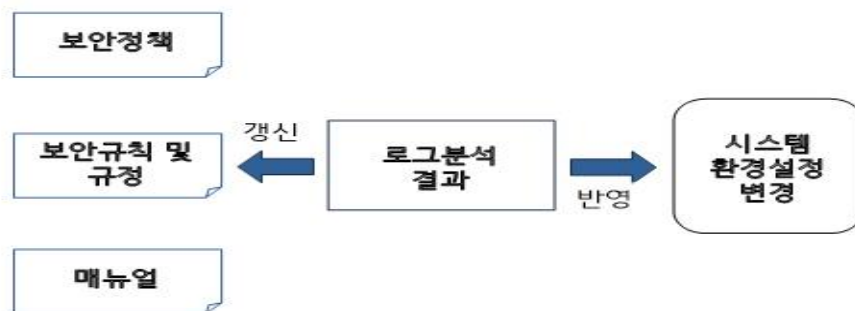 보안정책
보안규칙 및
규정
매뉴얼
갱신
로그분석
결과
반영
시스템
환경설정
변경